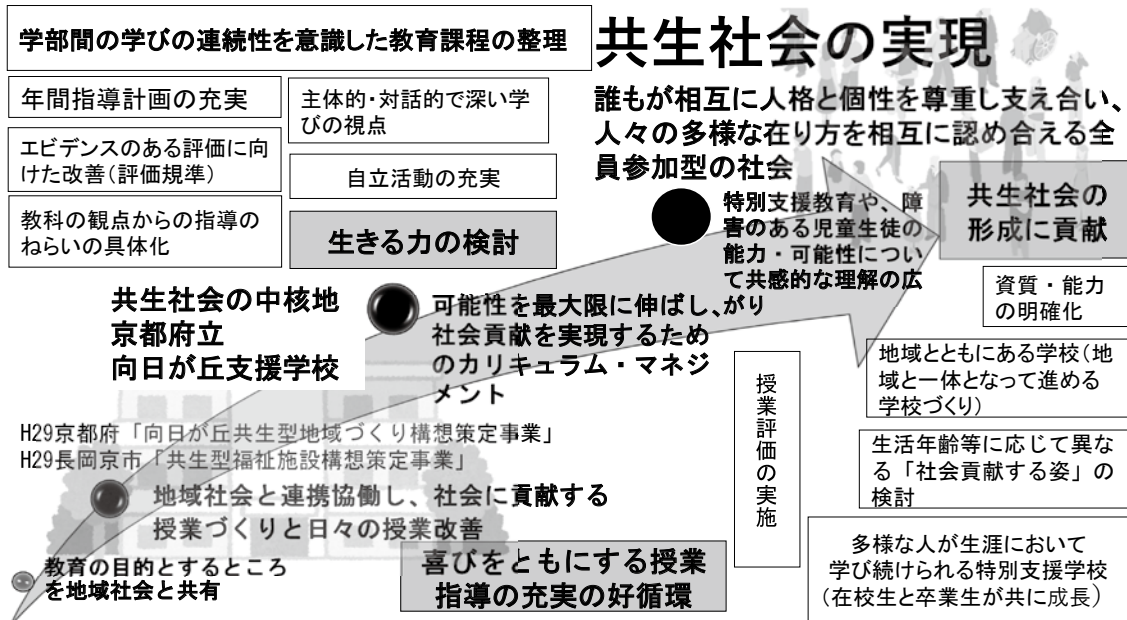 学部間の学びの連続性を意識した教育課程の整理
共生社会の実現
誰もが相互に人格と個性を尊重し支え合い、
人々の多様な在り方を相互に認め合える全
員参加型の社会
年間指導計画の充実
主体的・対話的で深い学
びの視点
エビデンスのある評価に向
けた改善(評価規準)
自立活動の充実
教科の観点からの指導の
ねらいの具体化
生きる力の検討
特別支援教育や、障
害のある児童生徒の
能力・可能性につい
て共感的な理解の広
がり
共生社会の
形成に貢献
資質・能力
の明確化
共生社会の中核地
京都府立
向日が丘支援学校
可能性を最大限に伸ばし、
社会貢献を実現するため
のカリキュラム・マネジ
メント
授業評価の実施
地域とともにある学校(地
域と一体となって進める
学校づくり)
生活年齢等に応じて異な
る「社会貢献する姿」の
検討
H29京都府「向日が丘共生型地域づくり構想策定事業」
H29長岡京市「共生型福祉施設構想策定事業」
地域社会と連携協働し、社会に貢献する
授業づくりと日々の授業改善
教育の目的とするところ
を地域社会と共有
喜びをともにする授業
指導の充実の好循環
多様な人が生涯において
学び続けられる特別支援学校
(在校生と卒業生が共に成長)